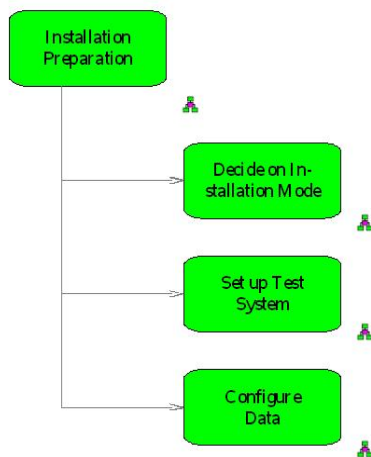 Installation
Preparation
Decide on In-
stallation Mode
Set up Test
System
Configure
Data